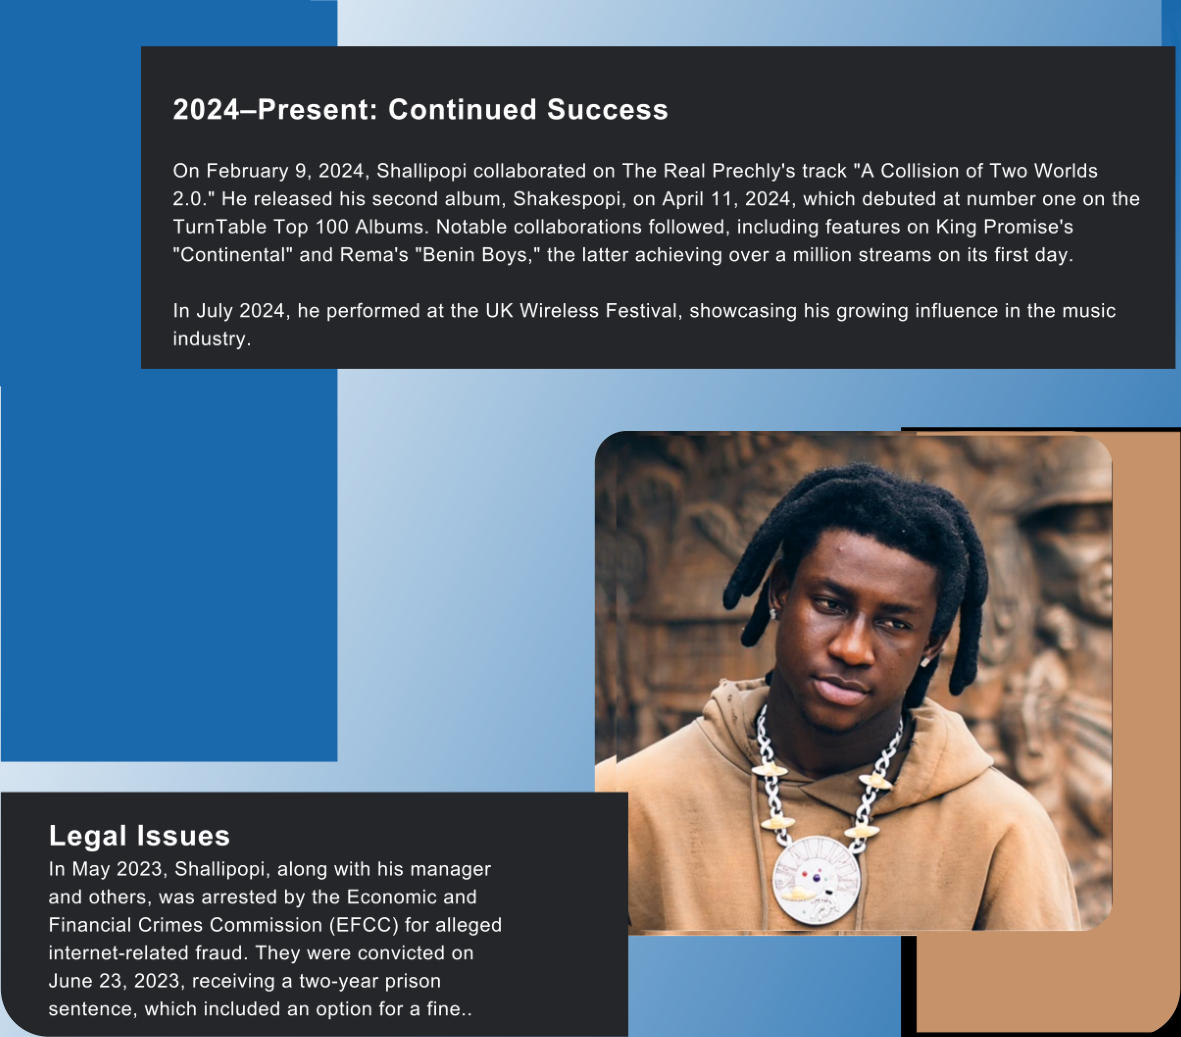 2024–Present: Continued Success
On February 9, 2024, Shallipopi collaborated on The Real Prechly's track "A Collision of Two Worlds
2.0." He released his second album, Shakespopi, on April 11, 2024, which debuted at number one on the
TurnTable Top 100 Albums. Notable collaborations followed, including features on King Promise's
"Continental" and Rema's "Benin Boys," the latter achieving over a million streams on its first day.
In July 2024, he performed at the UK Wireless Festival, showcasing his growing influence in the music
industry.
Legal Issues
In May 2023, Shallipopi, along with his manager
and others, was arrested by the Economic and
Financial Crimes Commission (EFCC) for alleged
internet-related fraud. They were convicted on
June 23, 2023, receiving a two-year prison
sentence, which included an option for a fine..